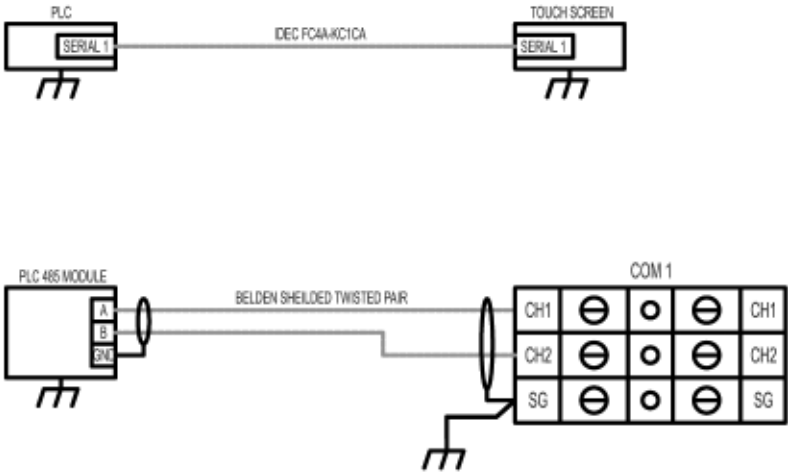 PLC
TOUCH SCREEN
SERIAL 1
IDEC FC4A-KC1CA
SERIAL 1
PLC 485 MODULE
COM 1
A
BELDEN SHEILDED TWISTED PAIR
CH1
CH1
B
GND
CH2
CH2
SG
SG